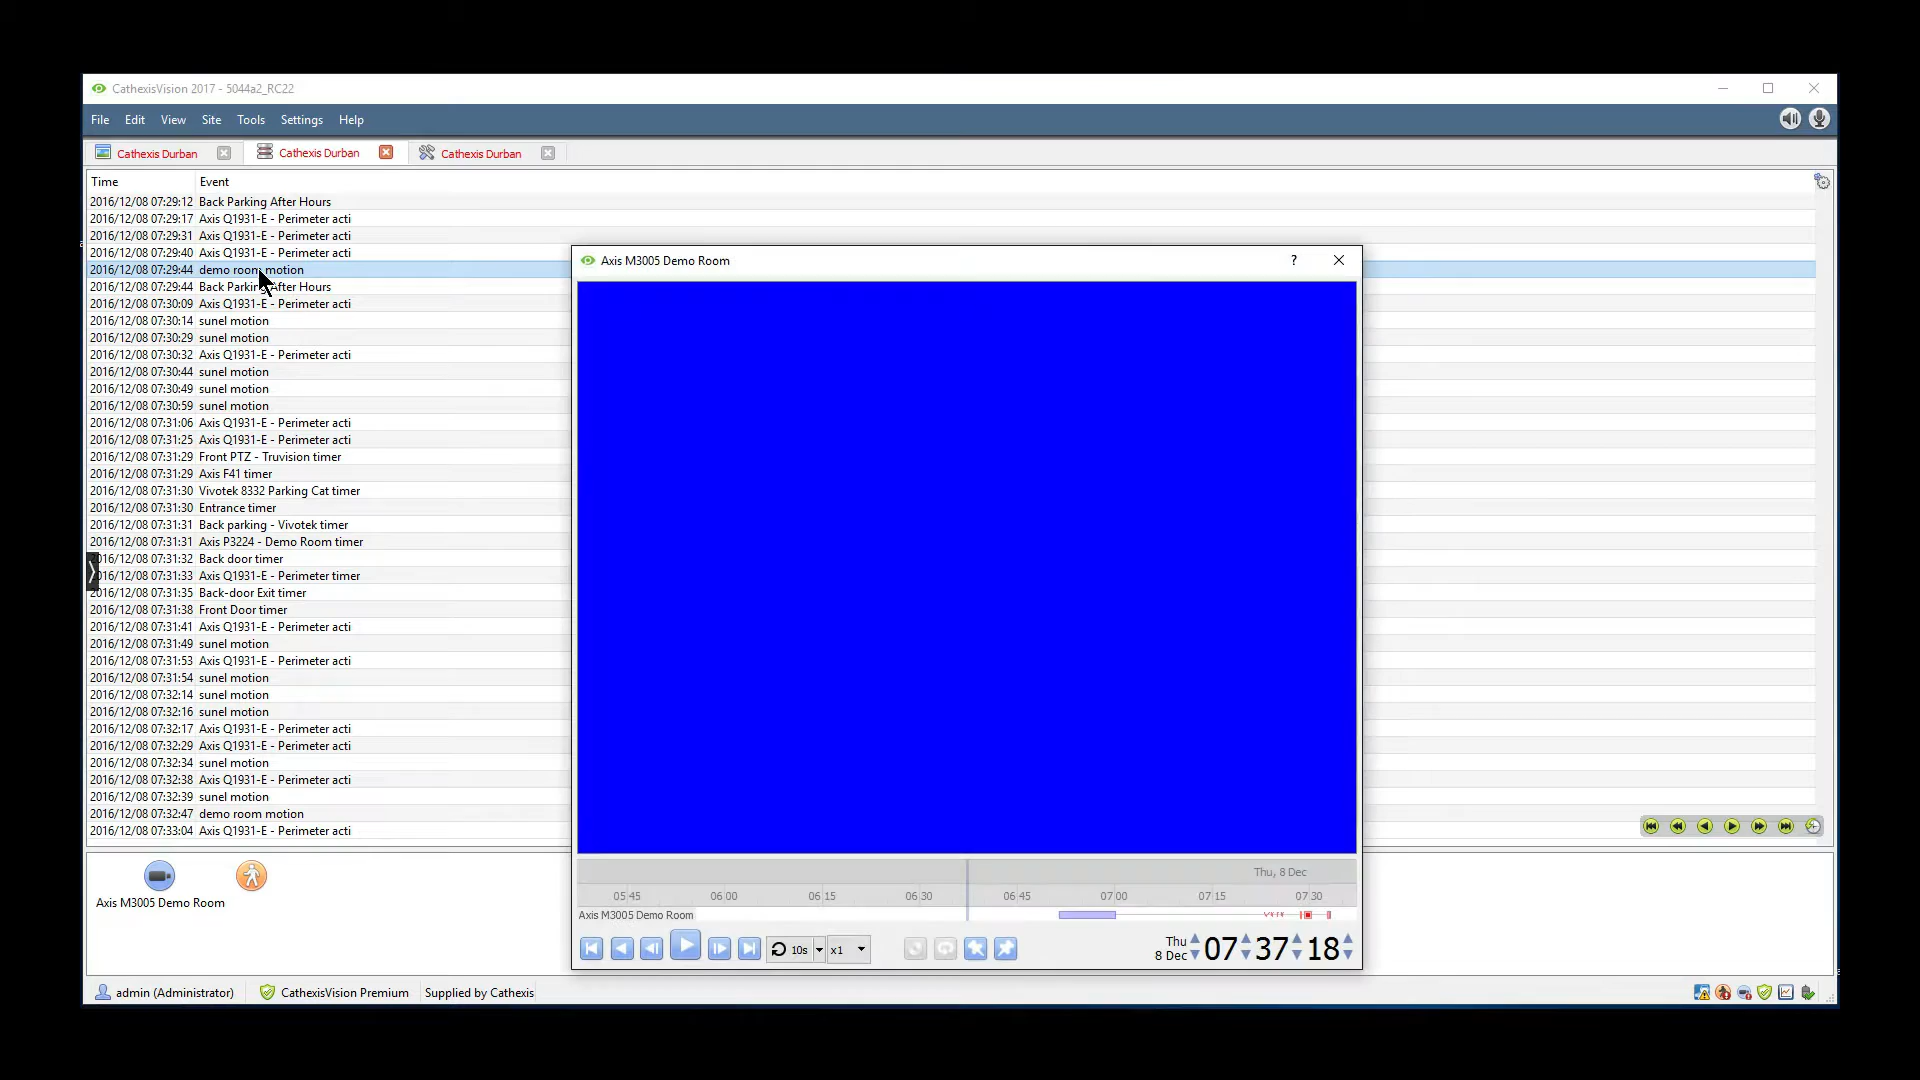 CathexisVision 2017 - 5044a2_RC22
File Edit View Site Tools Settings Help
Cathexis Durban Cathexis Durban Cathexis Durban
Time Event
2016/12/08 07:29:12 Back Parking After Hours
2016/12/08 07:29:17 Axis Q1931-E - Perimeter acti
2016/12/08 07:29:31 Axis Q1931-E - Perimeter acti
2016/12/08 07:29:40 Axis Q1931-E - Perimeter acti
2016/12/08 07:29:44 demo room motion
2016/12/08 07:29:44 Back Parking After Hours
2016/12/08 07:30:09 Axis Q1931-E - Perimeter acti
2016/12/08 07:30:14 sunel motion
2016/12/08 07:30:29 sunel motion
2016/12/08 07:30:32 Axis Q1931-E - Perimeter acti
2016/12/08 07:30:44 sunel motion
2016/12/08 07:30:49 sunel motion
2016/12/08 07:30:59 sunel motion
2016/12/08 07:31:06 Axis Q1931-E - Perimeter acti
2016/12/08 07:31:25 Axis Q1931-E - Perimeter acti
2016/12/08 07:31:29 Front PTZ - Truvision timer
2016/12/08 07:31:29 Axis F41 timer
2016/12/08 07:31:30 Vivotek 8332 Parking Cat timer
2016/12/08 07:31:30 Entrance timer
2016/12/08 07:31:31 Back parking - Vivotek timer
2016/12/08 07:31:31 Axis P3224 - Demo Room timer
2016/12/08 07:31:32 Back door timer
2016/12/08 07:31:33 Axis Q1931-E - Perimeter timer
2016/12/08 07:31:35 Back-door Exit timer
2016/12/08 07:31:38 Front Door timer
2016/12/08 07:31:41 Axis Q1931-E - Perimeter acti
2016/12/08 07:31:49 sunel motion
2016/12/08 07:31:53 Axis Q1931-E - Perimeter acti
2016/12/08 07:31:54 sunel motion
2016/12/08 07:32:14 sunel motion
2016/12/08 07:32:16 sunel motion
2016/12/08 07:32:17 Axis Q1931-E - Perimeter acti
2016/12/08 07:32:29 Axis Q1931-E - Perimeter acti
2016/12/08 07:32:34 sunel motion
2016/12/08 07:32:38 Axis Q1931-E - Perimeter acti
2016/12/08 07:32:39 sunel motion
2016/12/08 07:32:47 demo room motion
2016/12/08 07:33:04 Axis Q1931-E - Perimeter acti
Axis M3005 Demo Room
Axis M3005 Demo Room
Thu, 8 Dec
05:45 06:00 06:15 06:30 06:45 07:00 07:15 07:30
Axis M3005 Demo Room
10s x1
Thu 8 Dec 07 37 18
admin (Administrator) CathexisVision Premium Supplied by Cathexis